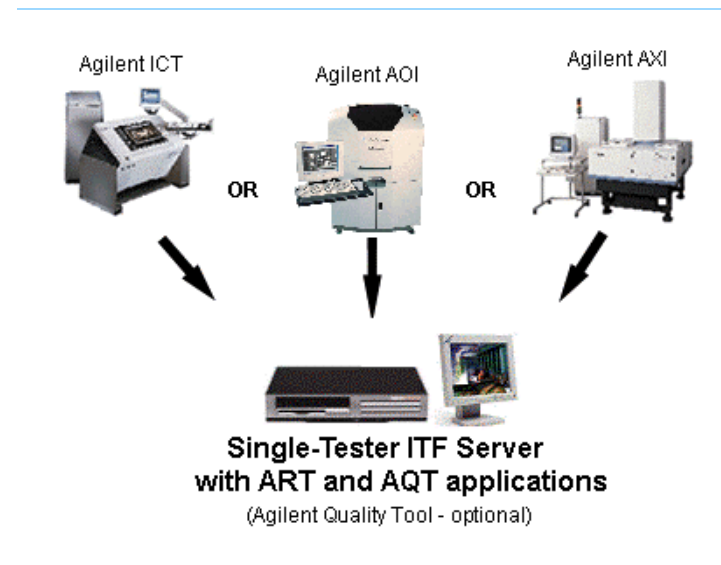 Agilent ICT
Agilent AOI
Agilent AXI
OR
OR
Single-Tester ITF Server
with ART and AQT applications
(Agilent Quality Tool - optional)